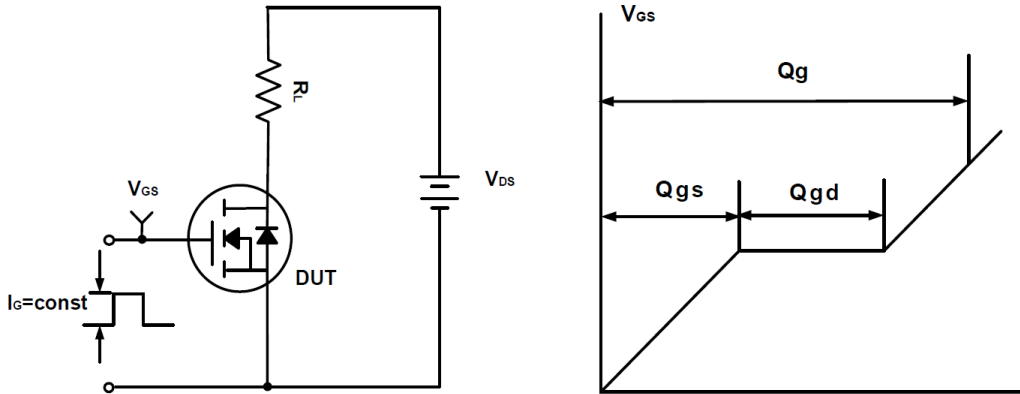 RL
VGS
VDS
DUT
IG=const
VGS
Qg
Qgs
Qgd